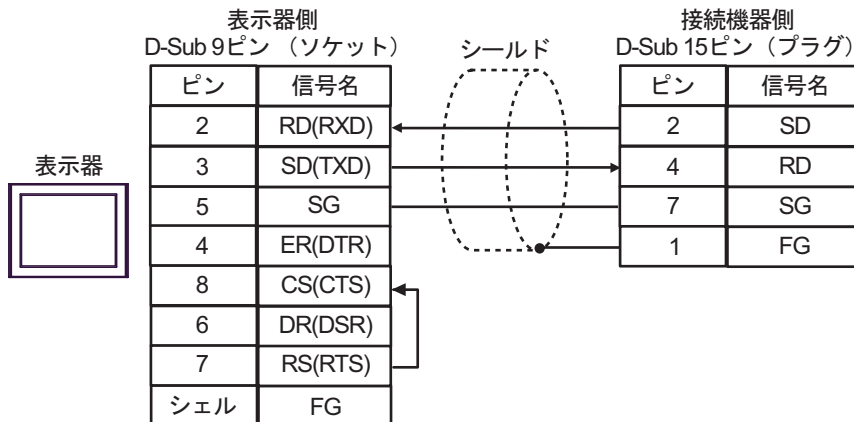 表示器側
D-Sub 9ピン (ソケット)
シールド
接続機器側
D-Sub 15ピン (プラグ)
ピン 信号名
2 RD(RXD)
3 SD(TXD)
5 SG
4 ER(DTR)
8 CS(CTS)
6 DR(DSR)
7 RS(RTS)
シェル FG
表示器
ピン 信号名
2 SD
4 RD
7 SG
1 FG